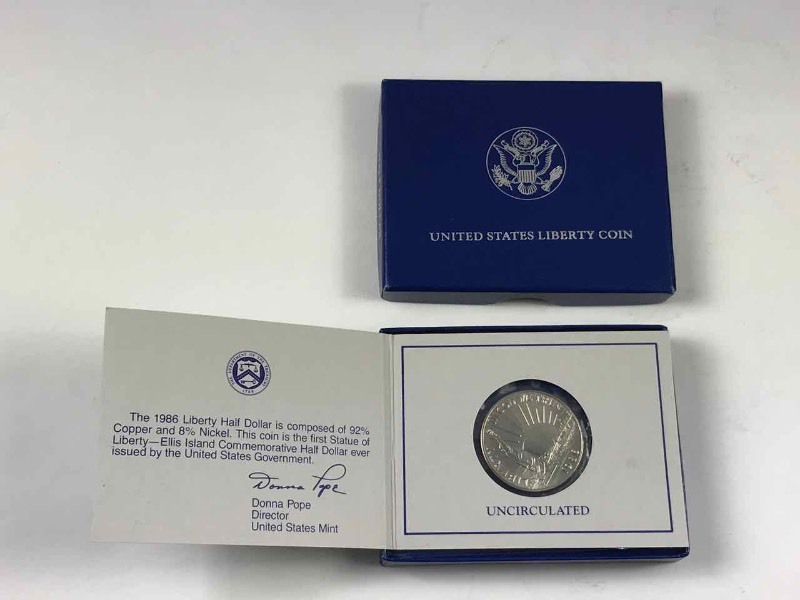 UNITED STATES LIBERTY COIN
The 1986 Liberty Half Dollar is composed of 92%
Copper and 8% Nickel. This coin is the first Statue of
Liberty—Ellis Island Commemorative Half Dollar ever
issued by the United States Government.
Donna Pope
Donna Pope
Director
United States Mint
UNCIRCULATED